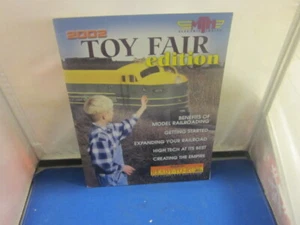 2002
MTH
TOY FAIR
edition
BENEFITS OF
MODEL RAILROADING
GETTING STARTED
EXPANDING YOUR RAILROAD
HIGH TECH AT ITS BEST
CREATING THE EMPIRE